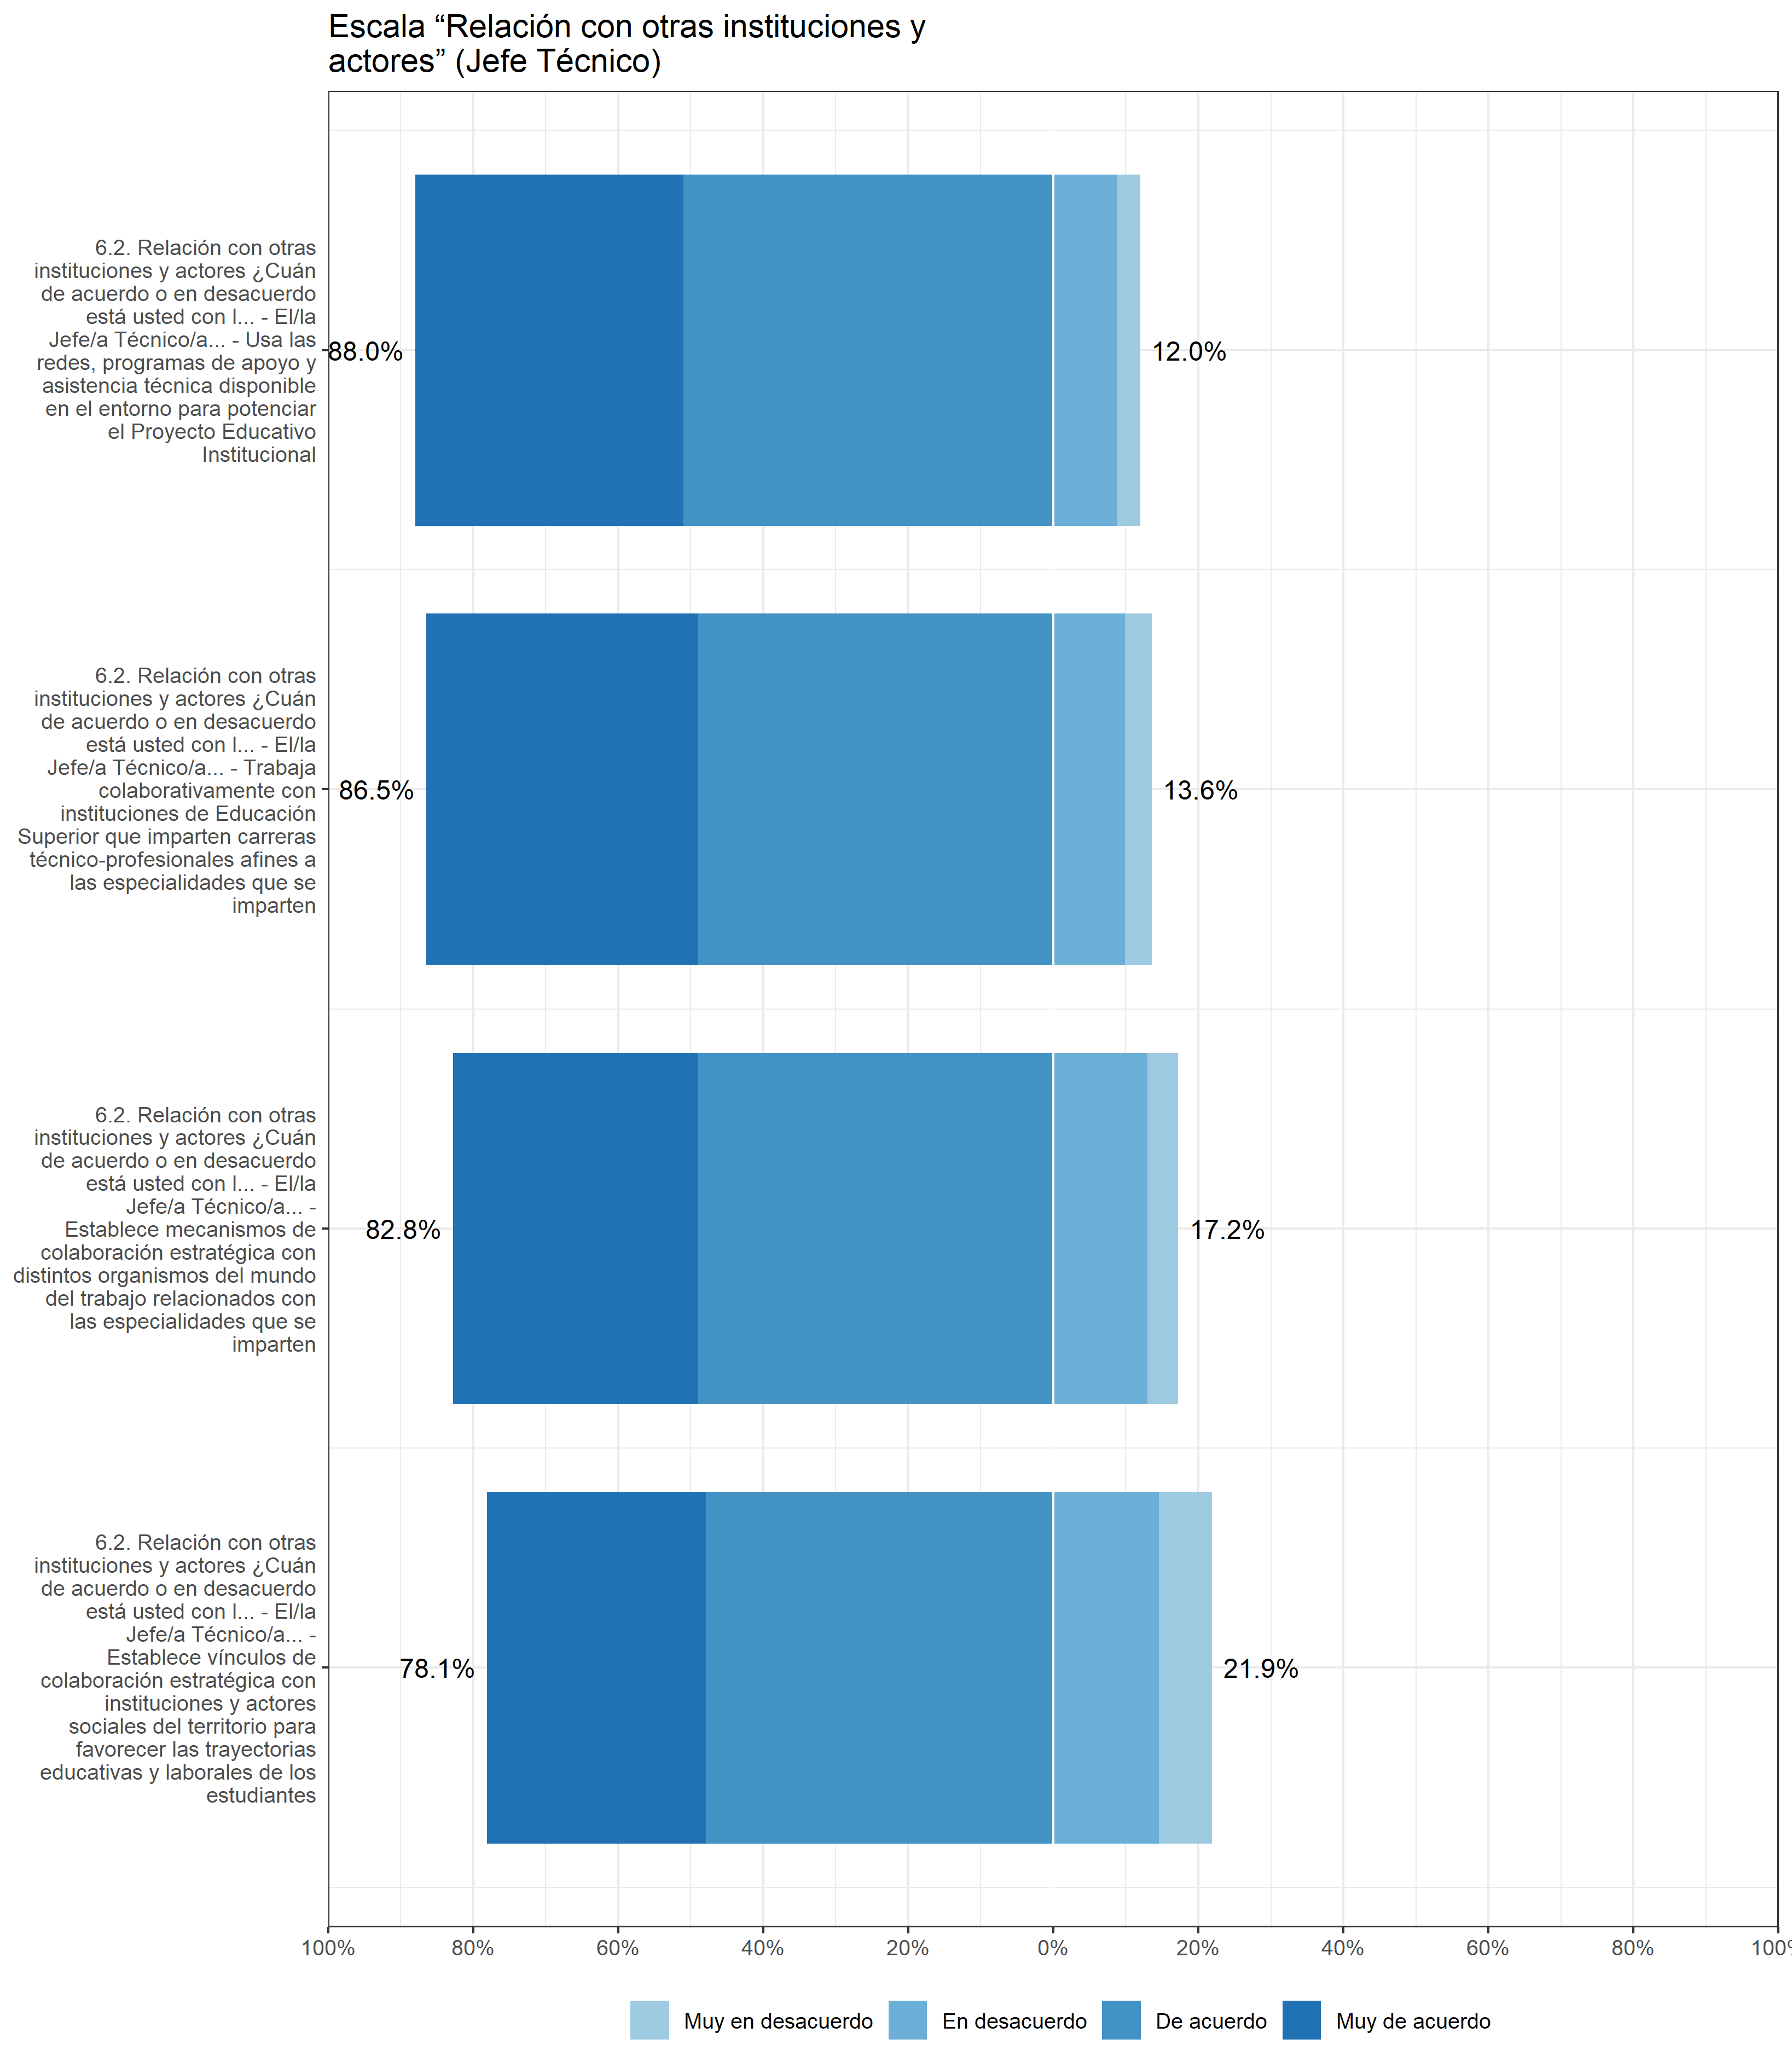 Escala “Relación con otras instituciones y
actores” (Jefe Técnico)
6.2. Relación con otras
instituciones y actores ¿Cuán
de acuerdo o en desacuerdo
está usted con l... - El/la
Jefe/a Técnico/a... - Usa las
redes, programas de apoyo y
asistencia técnica disponible
en el entorno para potenciar
el Proyecto Educativo
Institucional
88.0%
12.0%
6.2. Relación con otras
instituciones y actores ¿Cuán
de acuerdo o en desacuerdo
está usted con l... - El/la
Jefe/a Técnico/a... - Trabaja
colaborativamente con
instituciones de Educación
Superior que imparten carreras
técnico-profesionales afines a
las especialidades que se
imparten
86.5%
13.6%
6.2. Relación con otras
instituciones y actores ¿Cuán
de acuerdo o en desacuerdo
está usted con l... - El/la
Jefe/a Técnico/a... -
Establece mecanismos de
colaboración estratégica con
distintos organismos del mundo
del trabajo relacionados con
las especialidades que se
imparten
82.8%
17.2%
6.2. Relación con otras
instituciones y actores ¿Cuán
de acuerdo o en desacuerdo
está usted con l... - El/la
Jefe/a Técnico/a... -
Establece vínculos de
colaboración estratégica con
instituciones y actores
sociales del territorio para
favorecer las trayectorias
educativas y laborales de los
estudiantes
78.1%
21.9%
100% 80% 60% 40% 20% 0% 20% 40% 60% 80% 100%
Muy en desacuerdo En desacuerdo De acuerdo Muy de acuerdo